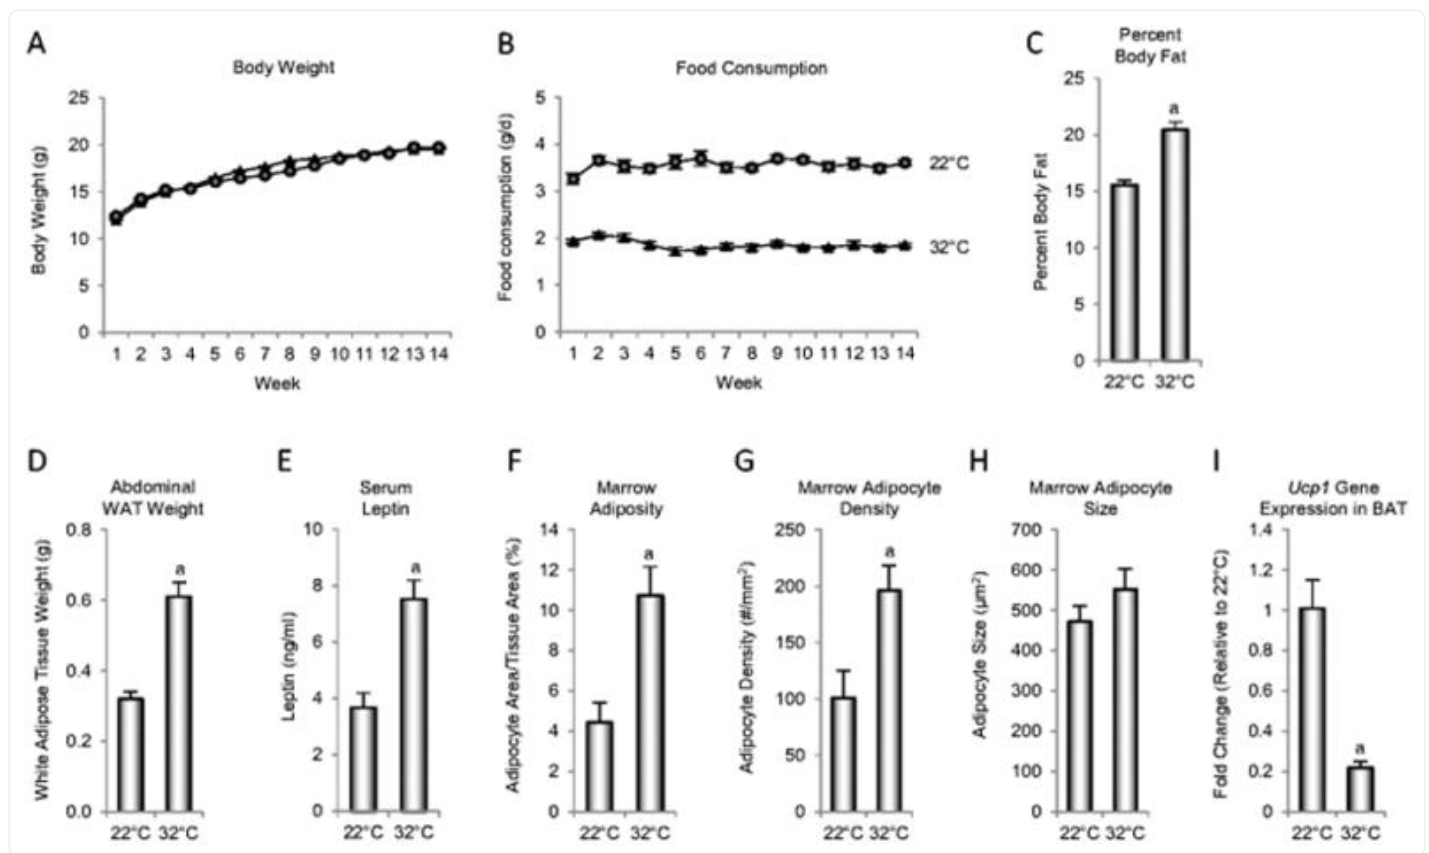 A
Body Weight
Body Weight (g)
25
20
15
10
5
0
1 2 3 4 5 6 7 8 9 10 11 12 13 14
Week
B
Food Consumption
Food consumption (g/d)
5
4
3
2
1
0
22°C
32°C
1 2 3 4 5 6 7 8 9 10 11 12 13 14
Week
C
Percent
Body Fat
Percent Body Fat
25
20
15
10
5
0
a
22°C 32°C
D
Abdominal
WAT Weight
White Adipose Tissue Weight (g)
0.8
0.6
0.4
0.2
0.0
a
22°C 32°C
E
Serum
Leptin
Leptin (ng/ml)
10
8
6
4
2
0
a
22°C 32°C
F
Marrow
Adiposity
Adipocyte Area/Tissue Area (%)
14
12
10
8
6
4
2
0
a
22°C 32°C
G
Marrow Adipocyte
Density
Adipocyte Density (#/mm²)
250
200
150
100
50
0
a
22°C 32°C
H
Marrow Adipocyte
Size
Adipocyte Size (µm²)
700
600
500
400
300
200
100
0
22°C 32°C
I
Ucp1 Gene
Expression in BAT
Fold Change (Relative to 22°C)
1.4
1.2
1
0.8
0.6
0.4
0.2
0
a
22°C 32°C